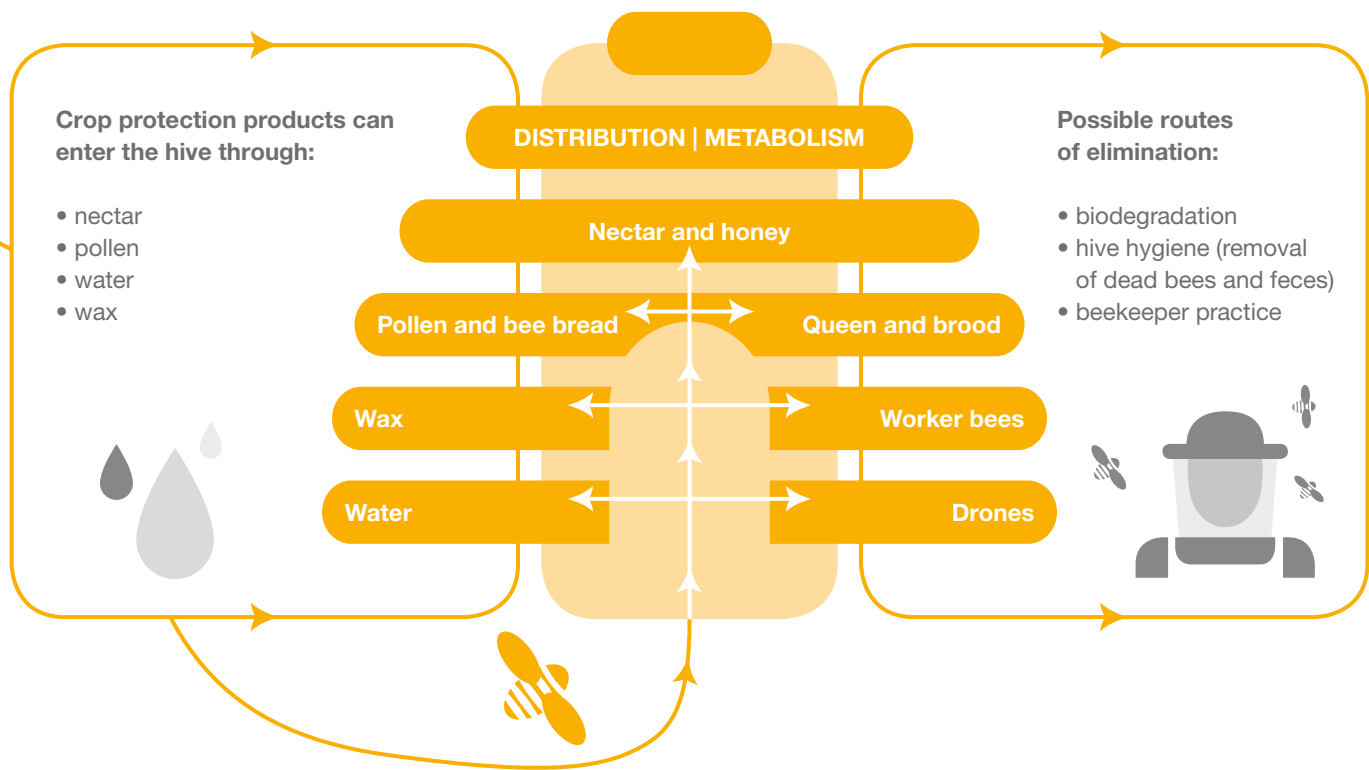 Crop protection products can
enter the hive through:
• nectar
• pollen
• water
• wax
DISTRIBUTION | METABOLISM
Nectar and honey
Pollen and bee bread
Queen and brood
Wax
Worker bees
Water
Drones
Possible routes
of elimination:
• biodegradation
• hive hygiene (removal
of dead bees and feces)
• beekeeper practice